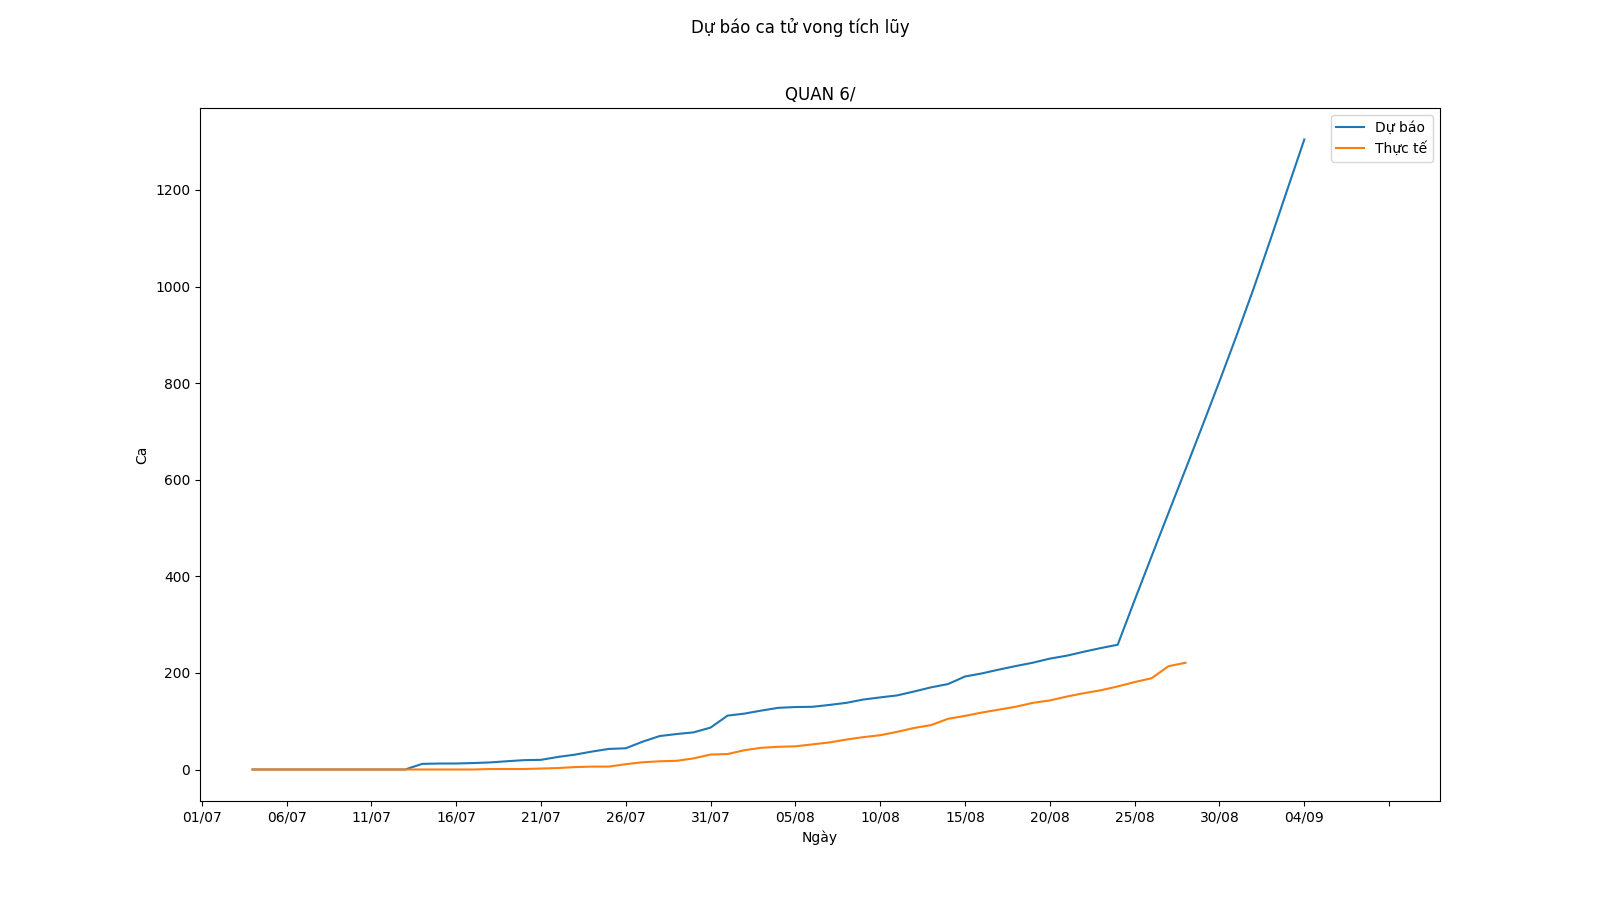 Dự báo ca tử vong tích lũy
QUAN 6/
Dự báo
Thực tế
1200
1000
800
600
400
200
0
Ca
01/07 06/07 11/07 16/07 21/07 26/07 31/07 05/08 10/08 15/08 20/08 25/08 30/08 04/09
Ngày